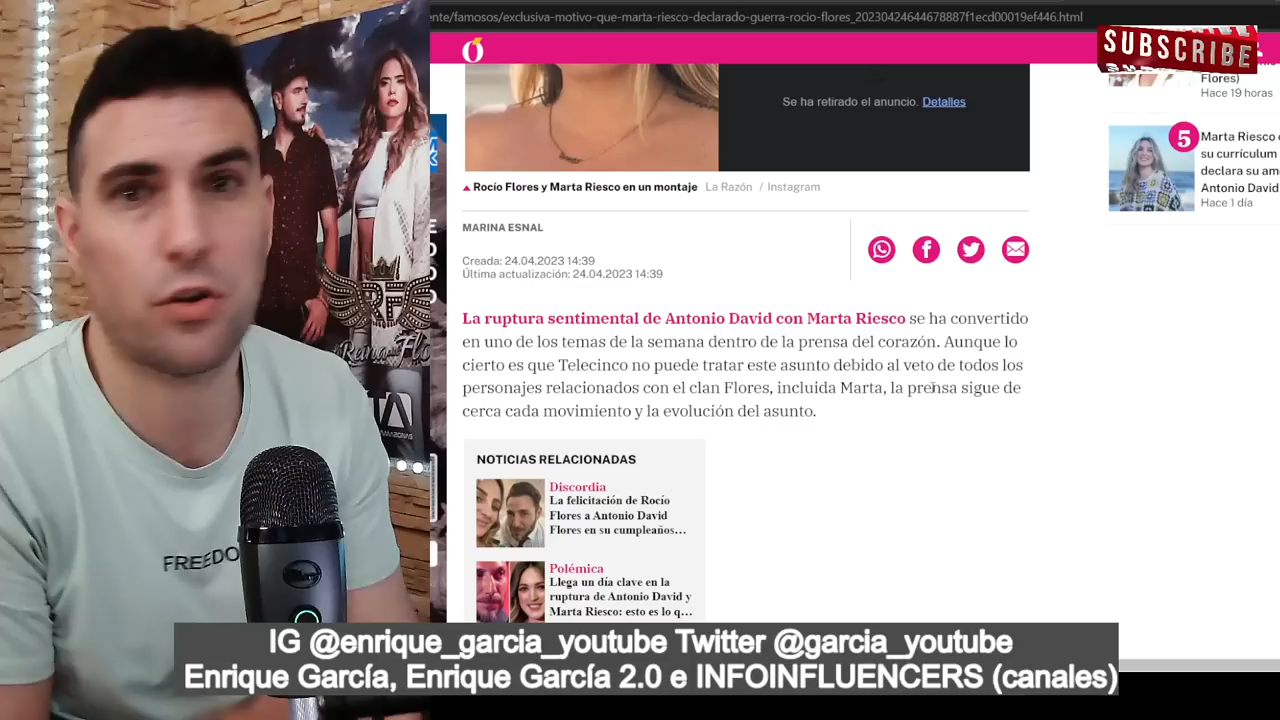 ente/famosos/exclusiva-motivo-que-marta-riesco-declarado-guerra-rocio-flores_20230424644678887f1ecd00019ef446.html
SUBSCRIBE
Se ha retirado el anuncio. Detalles
Flores)
Hace 19 horas
5
Marta Riesco
su currículum
declara su am
Antonio David
Hace 1 día
Rocío Flores y Marta Riesco en un montaje La Razón / Instagram
MARINA ESNAL
Creada: 24.04.2023 14:39
Última actualización: 24.04.2023 14:39
La ruptura sentimental de Antonio David con Marta Riesco se ha convertido
en uno de los temas de la semana dentro de la prensa del corazón. Aunque lo
cierto es que Telecinco no puede tratar este asunto debido al veto de todos los
personajes relacionados con el clan Flores, incluida Marta, la prensa sigue de
cerca cada movimiento y la evolución del asunto.
NOTICIAS RELACIONADAS
Discordia
La felicitación de Rocío
Flores a Antonio David
Flores en su cumpleaños...
Polémica
Llega un día clave en la
ruptura de Antonio David y
Marta Riesco: esto es lo q...
RF
FREEDO
IG @enrique_garcia_youtube Twitter @garcia_youtube
Enrique García, Enrique García 2.0 e INFOINFLUENCERS (canales)